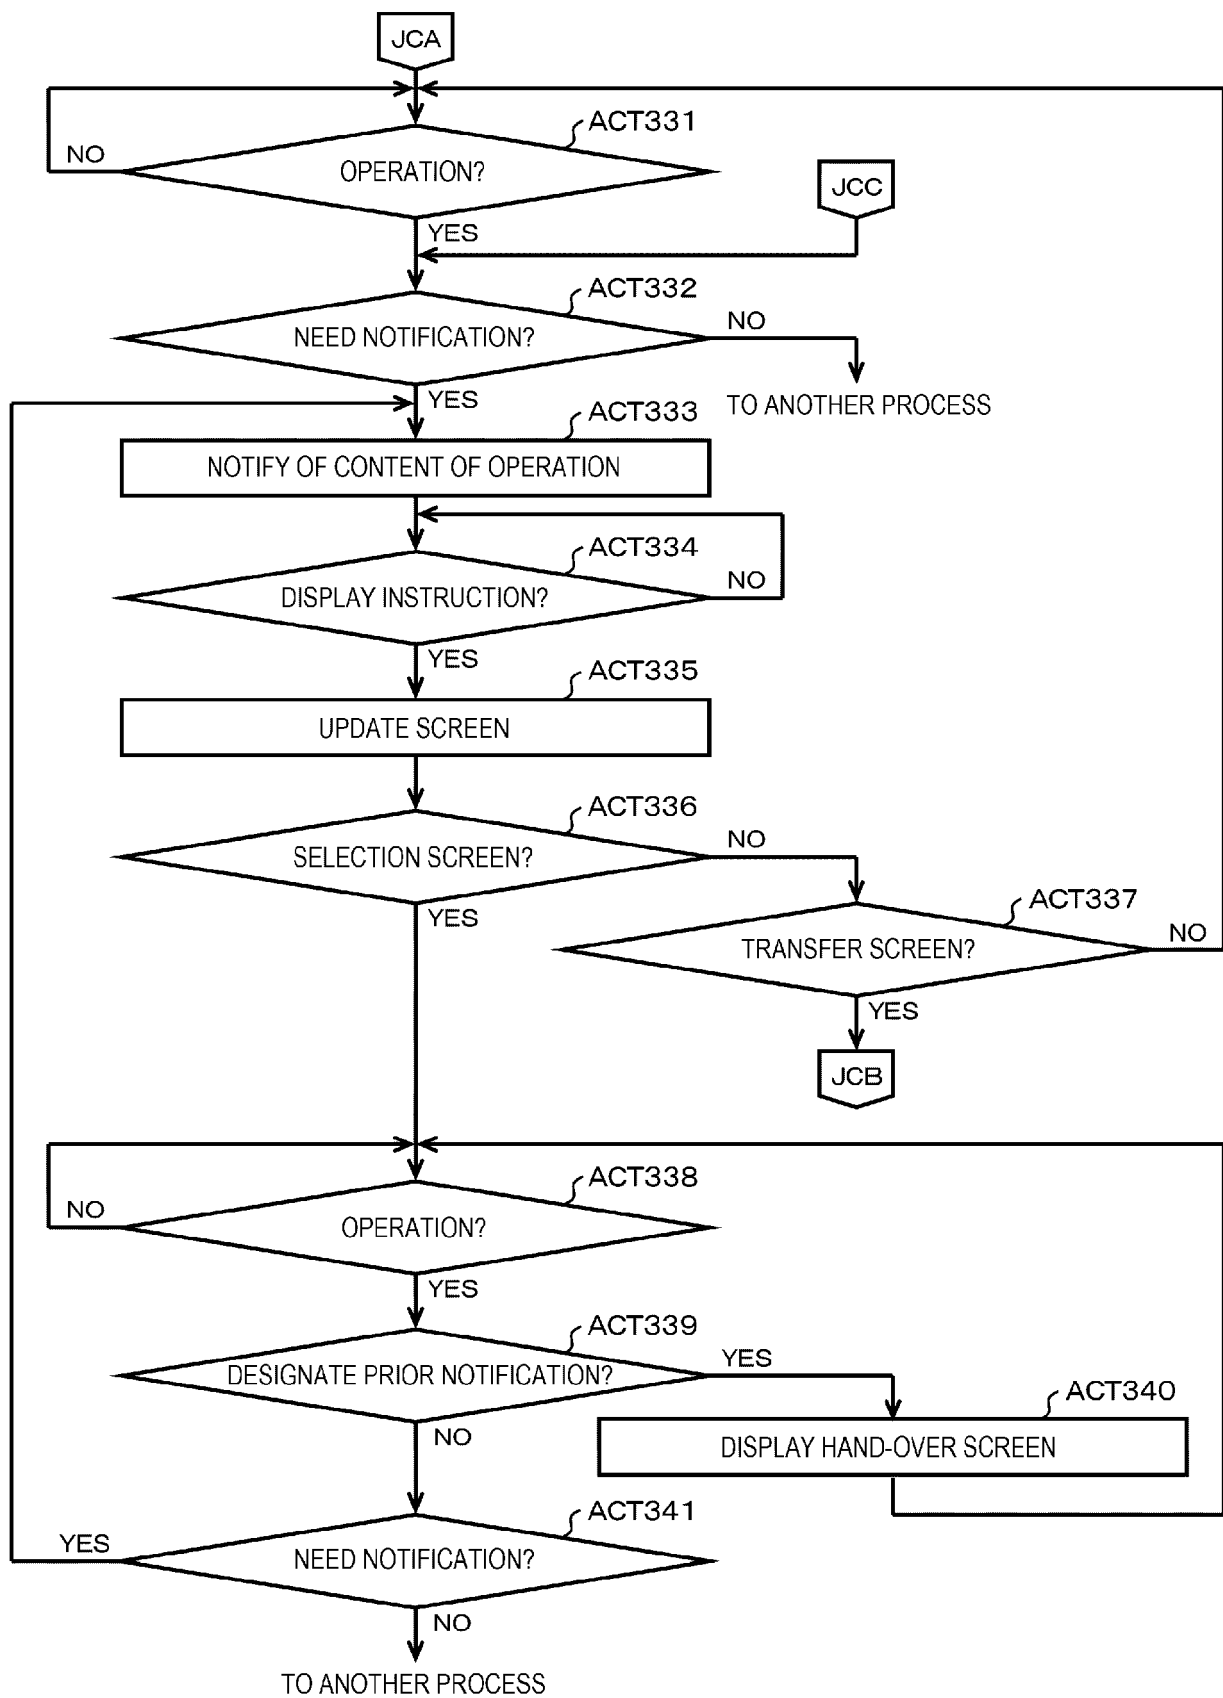 JCA
ACT331
NO
OPERATION?
JCC
YES
ACT332
NEED NOTIFICATION?
NO
YES
TO ANOTHER PROCESS
ACT333
NOTIFY OF CONTENT OF OPERATION
ACT334
DISPLAY INSTRUCTION?
NO
YES
ACT335
UPDATE SCREEN
ACT336
SELECTION SCREEN?
NO
YES
ACT337
TRANSFER SCREEN?
NO
YES
JCB
ACT338
NO
OPERATION?
YES
ACT339
DESIGNATE PRIOR NOTIFICATION?
YES
ACT340
NO
DISPLAY HAND-OVER SCREEN
ACT341
YES
NEED NOTIFICATION?
NO
TO ANOTHER PROCESS